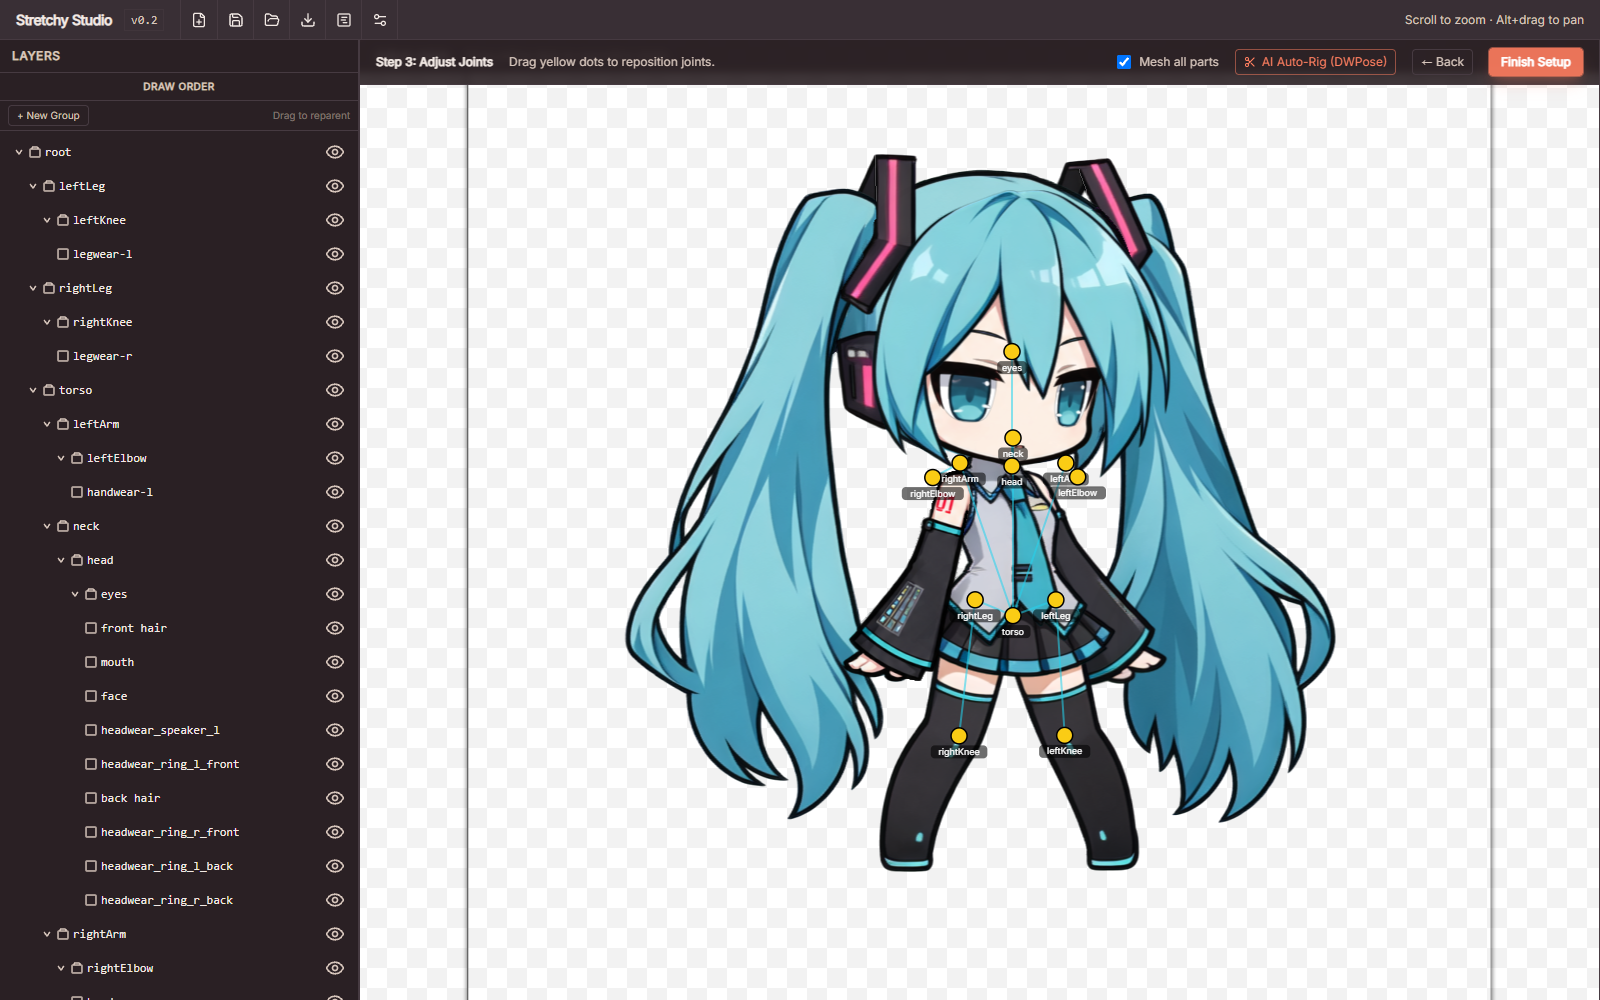 Stretchy Studio v0.2
Scroll to zoom · Alt+drag to pan
LAYERS
Step 3: Adjust Joints Drag yellow dots to reposition joints.
Mesh all parts
AI Auto-Rig (DWPose)
← Back
Finish Setup
DRAW ORDER
+ New Group
Drag to reparent
root
leftLeg
leftKnee
legwear-l
rightLeg
rightKnee
legwear-r
torso
leftArm
leftElbow
handwear-l
neck
head
eyes
front hair
mouth
face
headwear_speaker_l
headwear_ring_l_front
back hair
headwear_ring_r_front
headwear_ring_l_back
headwear_ring_r_back
rightArm
rightElbow
eyes
neck
rightArm
head
leftA
rightElbow
leftElbow
01
rightLeg
leftLeg
torso
rightKnee
leftKnee